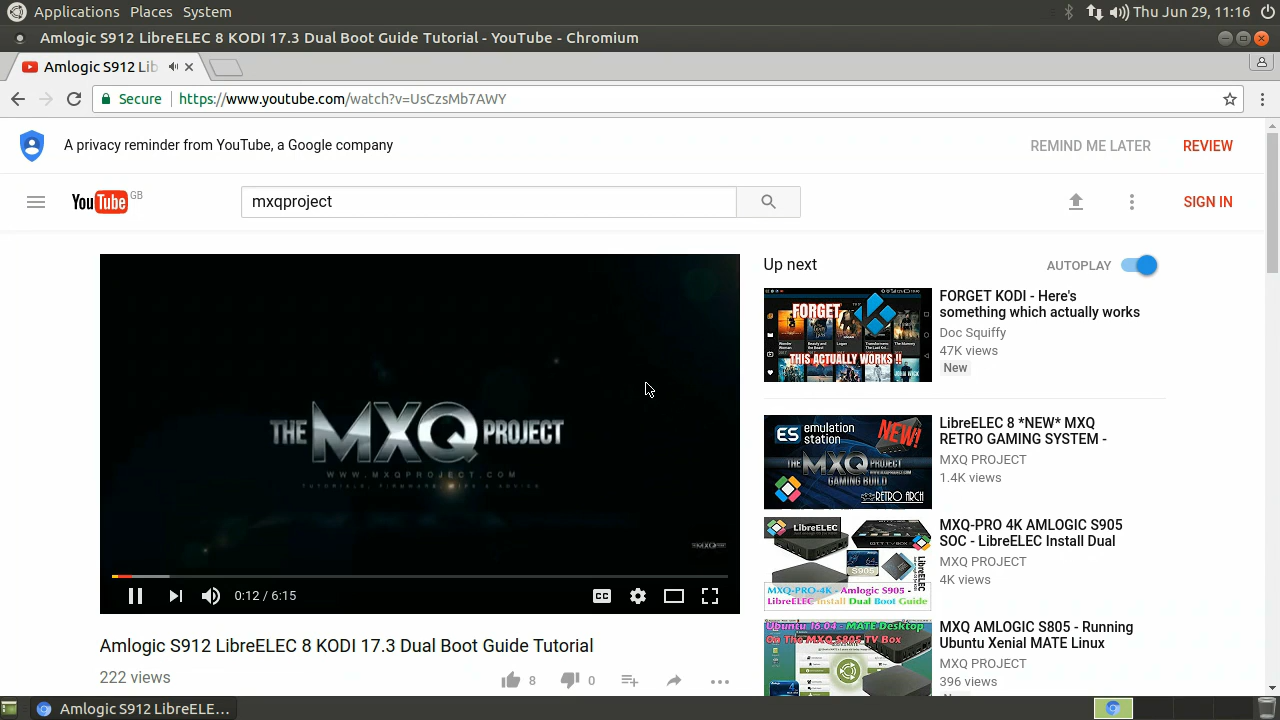 Applications Places System
Thu Jun 29, 11:16
Amlogic S912 LibreELEC 8 KODI 17.3 Dual Boot Guide Tutorial - YouTube - Chromium
Amlogic S912 Lib
Secure https://www.youtube.com/watch?v=UsCzsMb7AWY
A privacy reminder from YouTube, a Google company
REMIND ME LATER
REVIEW
YouTube GB
mxqproject
SIGN IN
THE MXQ PROJECT
WWW.MXQPROJECT.COM
0:12 / 6:15
CC
Amlogic S912 LibreELEC 8 KODI 17.3 Dual Boot Guide Tutorial
222 views
8
0
Up next
AUTOPLAY
FORGET
THIS ACTUALLY WORKS !!
FORGET KODI - Here's
something which actually works
Doc Squiffy
47K views
New
ES emulation
station
NEW!
THE MXQ PROJECT
GAMING BUILD
RETRO ARCH
LibreELEC 8 *NEW* MXQ
RETRO GAMING SYSTEM -
MXQ PROJECT
1.4K views
LibreELEC
S905
LibreELEC
MXQ-PRO-4K - Amlogic S905 -
LibreELEC Install Dual Boot Guide
MXQ-PRO 4K AMLOGIC S905
SOC - LibreELEC Install Dual
MXQ PROJECT
4K views
Ubuntu 16.04 - MATE Desktop
On The MXQ S805 TV Box
MXQ AMLOGIC S805 - Running
Ubuntu Xenial MATE Linux
MXQ PROJECT
396 views
Amlogic S912 LibreELE...